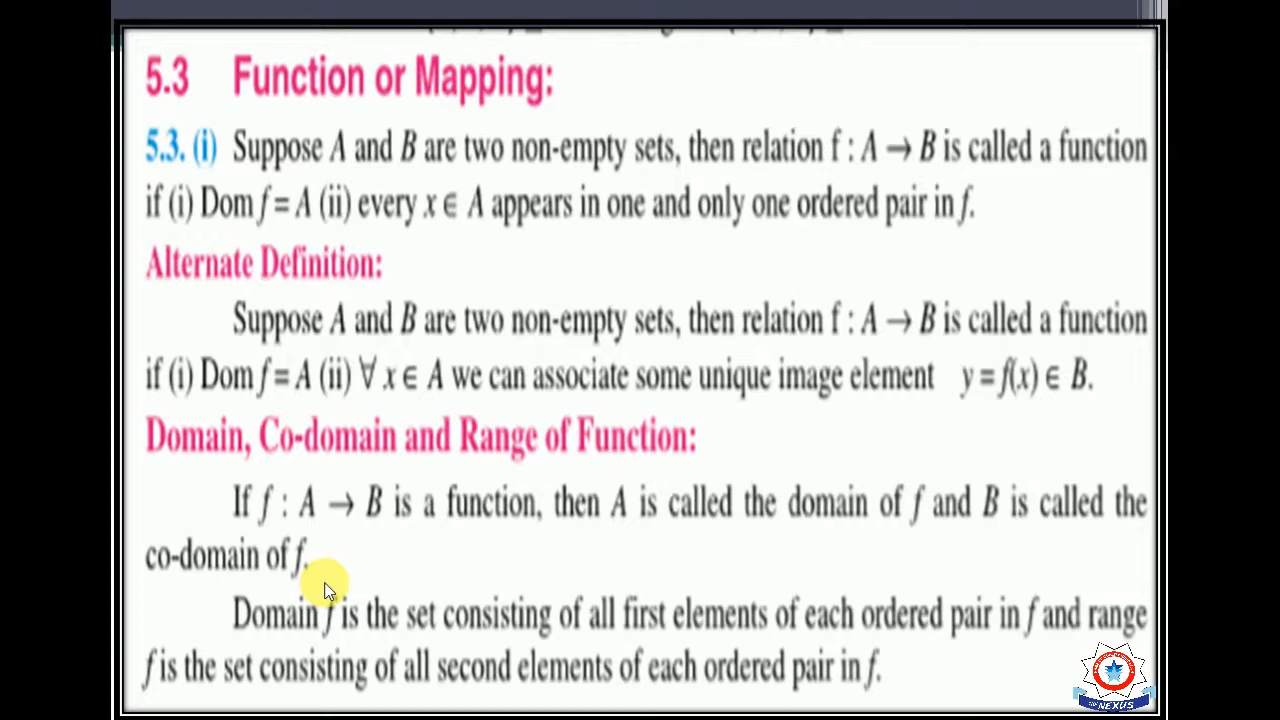 5.3 Function or Mapping:
5.3. (i) Suppose A and B are two non-empty sets, then relation f : A → B is called a function
if (i) Dom f = A (ii) every x ∈ A appears in one and only one ordered pair in f.
Alternate Definition:
Suppose A and B are two non-empty sets, then relation f : A → B is called a function
if (i) Dom f = A (ii) ∀ x ∈ A we can associate some unique image element y = f(x) ∈ B.
Domain, Co-domain and Range of Function:
If f : A → B is a function, then A is called the domain of f and B is called the
co-domain of f.
Domain f is the set consisting of all first elements of each ordered pair in f and range
f is the set consisting of all second elements of each ordered pair in f.
THE NEXUS